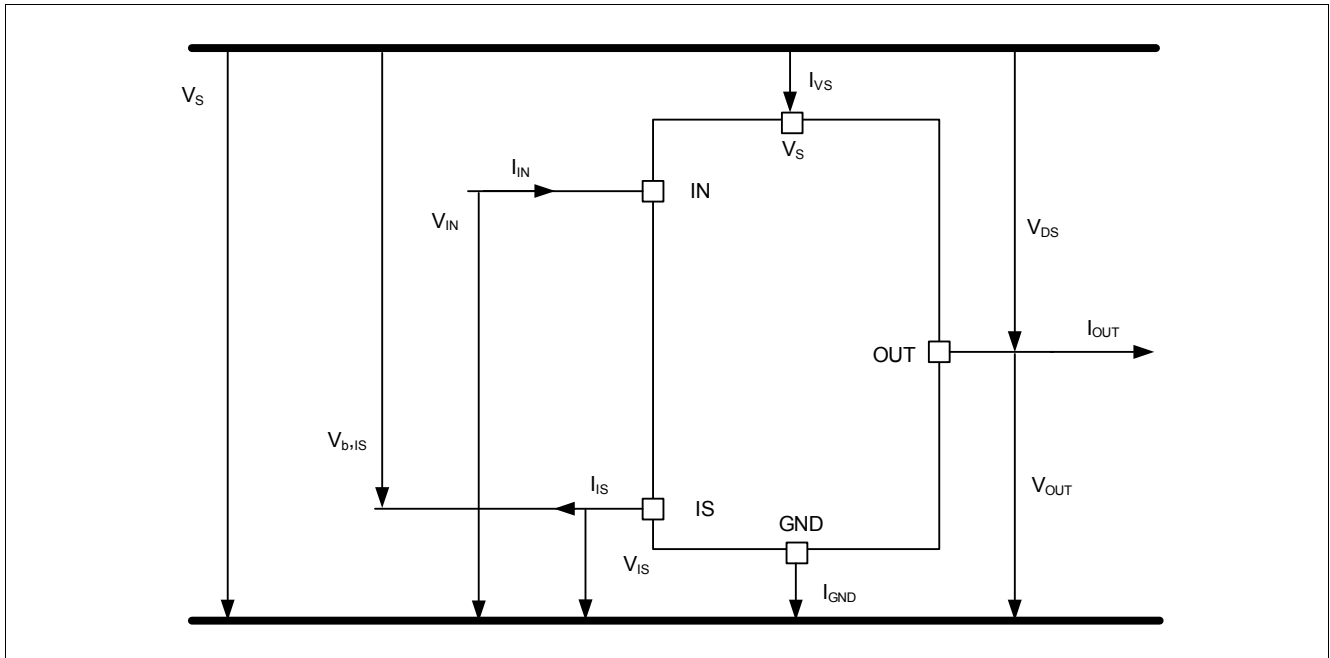 I_VS
V_S
V_S
I_IN
IN
V_IN
V_DS
I_OUT
OUT
V_b,IS
I_IS
V_OUT
IS
GND
V_IS
I_GND